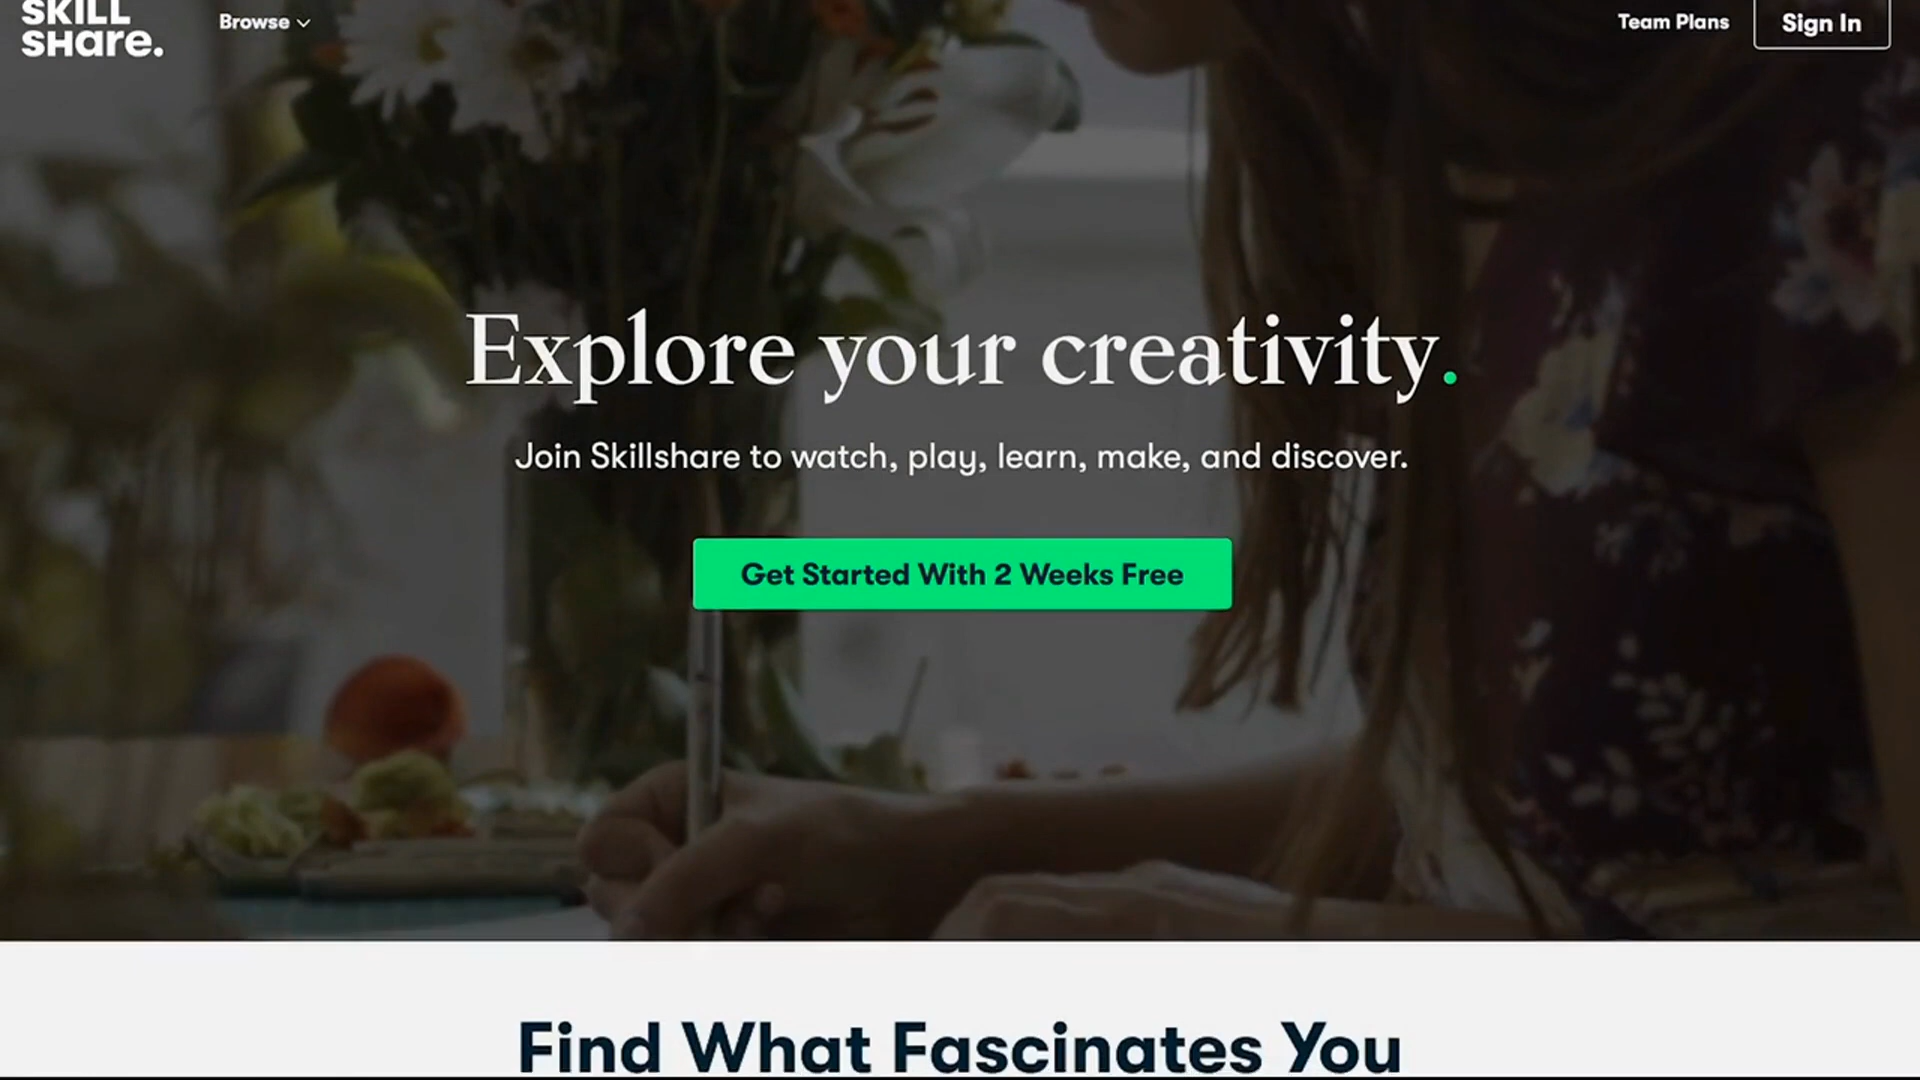 SKILL
SHare.
Browse
Team Plans
Sign In
Explore your creativity.
Join Skillshare to watch, play, learn, make, and discover.
Get Started With 2 Weeks Free
Find What Fascinates You